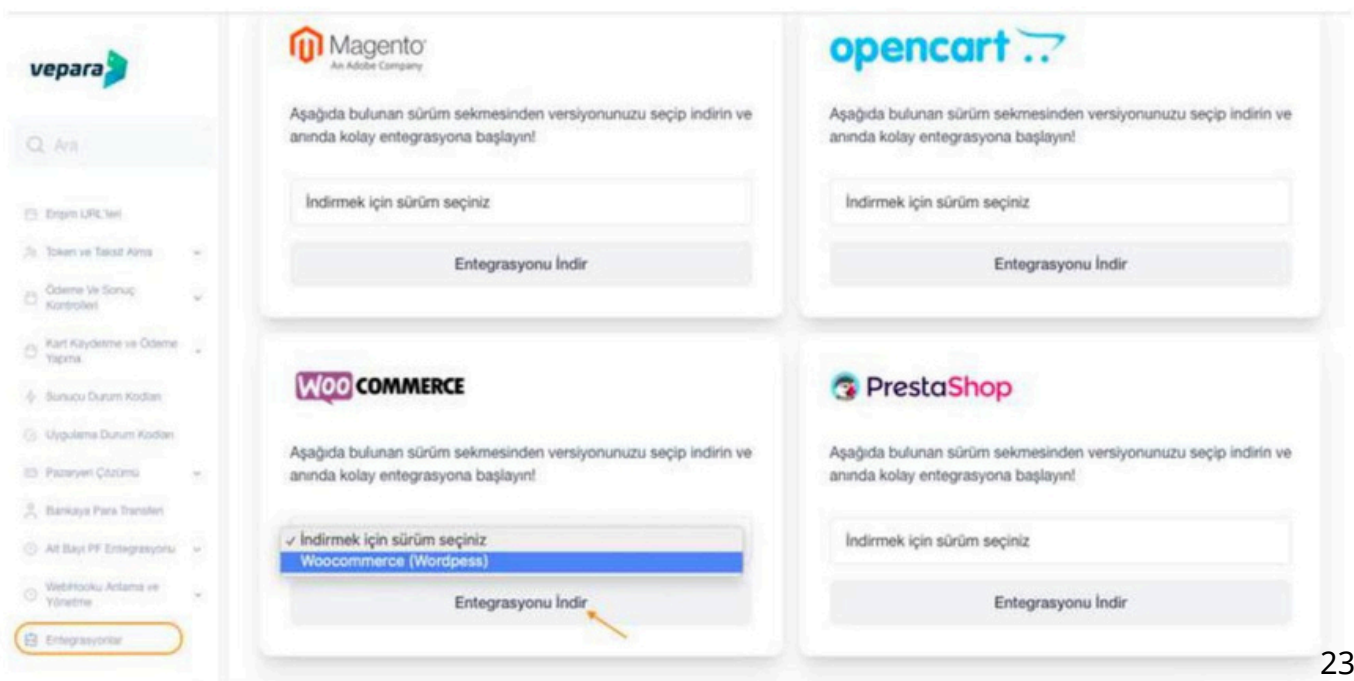 vepara
Ara
Erişim URL'leri
Token ve Taksit Alma
Ödeme Ve Sonuç
Kontrolleri
Kart Kaydetme ve Ödeme
Yapma
Sunucu Durum Kodları
Uygulama Durum Kodları
Pazaryeri Çözümü
Bankaya Para Transferi
Alt Bayi PF Entegrasyonu
WebHooku Anlama ve
Yönetme
Entegrasyonlar
Magento
An Adobe Company
Aşağıda bulunan sürüm sekmesinden versiyonunuzu seçip indirin ve
anında kolay entegrasyona başlayın!
İndirmek için sürüm seçiniz
Entegrasyonu İndir
opencart
Aşağıda bulunan sürüm sekmesinden versiyonunuzu seçip indirin ve
anında kolay entegrasyona başlayın!
İndirmek için sürüm seçiniz
Entegrasyonu İndir
WOO COMMERCE
Aşağıda bulunan sürüm sekmesinden versiyonunuzu seçip indirin ve
anında kolay entegrasyona başlayın!
✓ İndirmek için sürüm seçiniz
Woocommerce (Wordpess)
Entegrasyonu İndir
PrestaShop
Aşağıda bulunan sürüm sekmesinden versiyonunuzu seçip indirin ve
anında kolay entegrasyona başlayın!
İndirmek için sürüm seçiniz
Entegrasyonu İndir
23